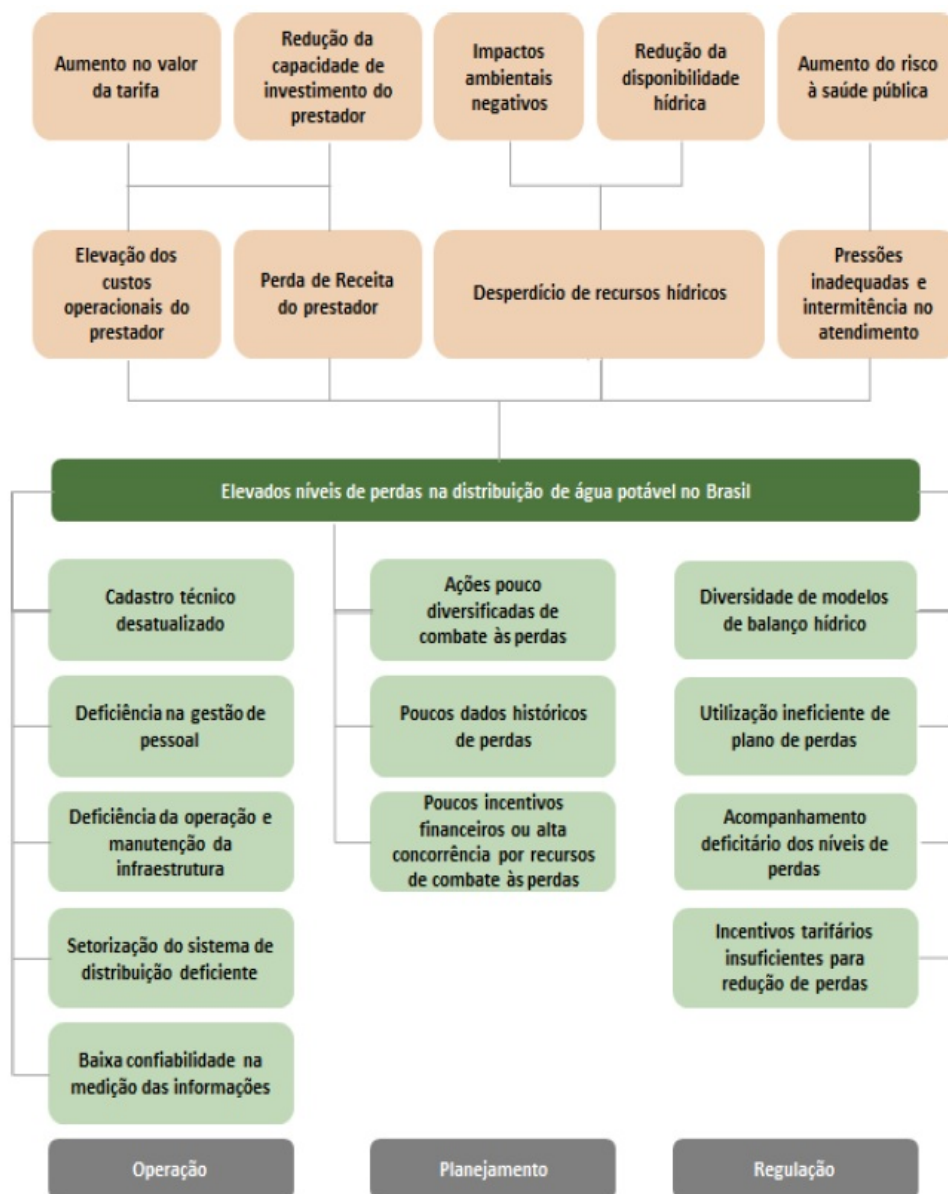 Aumento no valor
da tarifa
Redução da
capacidade de
investimento do
prestador
Impactos
ambientais
negativos
Redução da
disponibilidade
hídrica
Aumento do risco
à saúde pública
Elevação dos
custos
operacionais do
prestador
Perda de Receita
do prestador
Desperdício de recursos hídricos
Pressões
inadequadas e
intermitência no
atendimento
Elevados níveis de perdas na distribuição de água potável no Brasil
Cadastro técnico
desatualizado
Deficiência na gestão de
pessoal
Deficiência da operação e
manutenção da
infraestrutura
Setorização do sistema de
distribuição deficiente
Baixa confiabilidade na
medição das informações
Operação
Ações pouco
diversificadas de
combate às perdas
Poucos dados históricos
de perdas
Poucos incentivos
financeiros ou alta
concorrência por recursos
de combate às perdas
Planejamento
Diversidade de modelos
de balanço hídrico
Utilização ineficiente de
plano de perdas
Acompanhamento
deficitário dos níveis de
perdas
Incentivos tarifários
insuficientes para
redução de perdas
Regulação